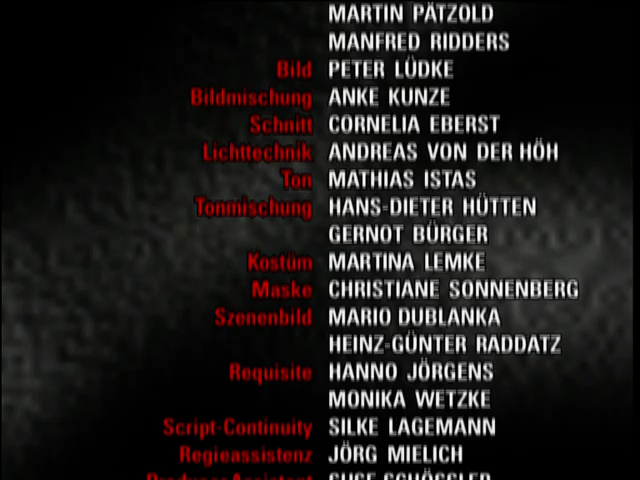 MARTIN PÄTZOLD
MANFRED RIDDERS
Bild PETER LÜDKE
Bildmischung ANKE KUNZE
Schnitt CORNELIA EBERST
Lichttechnik ANDREAS VON DER HÖH
Ton MATHIAS ISTAS
Tonmischung HANS-DIETER HÜTTEN
GERNOT BÜRGER
Kostüm MARTINA LEMKE
Maske CHRISTIANE SONNENBERG
Szenenbild MARIO DUBLANKA
HEINZ-GÜNTER RADDATZ
Requisite HANNO JÖRGENS
MONIKA WETZKE
Script-Continuity SILKE LAGEMANN
Regieassistenz JÖRG MIELICH
SUSE SCHÖSSLER